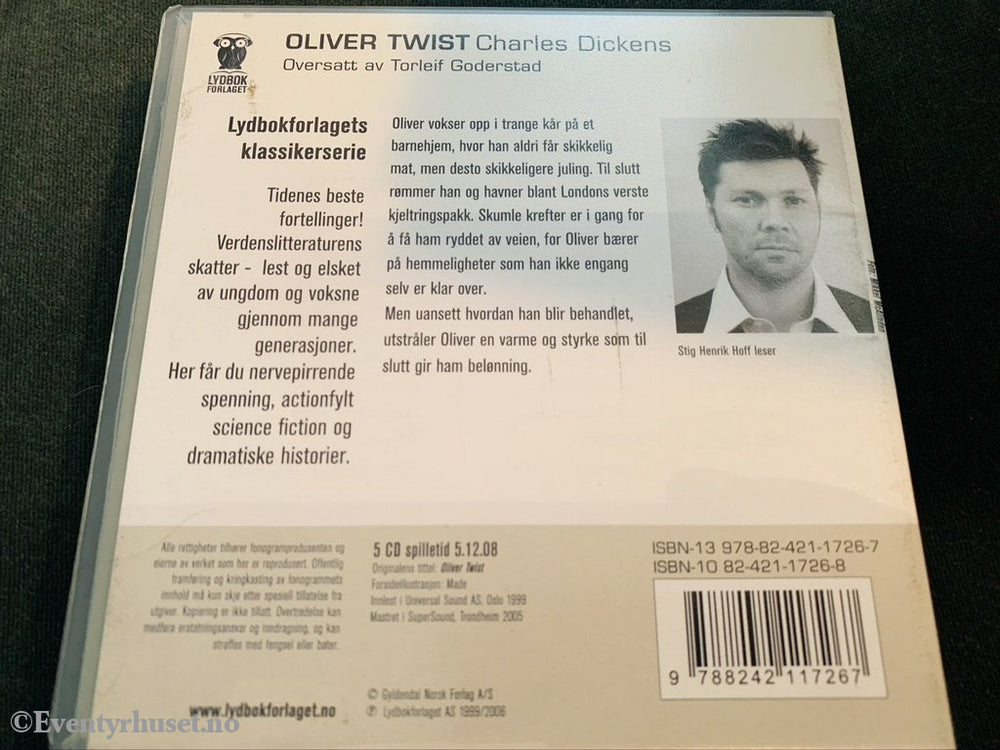 LYDBOK
FORLAGET
OLIVER TWIST Charles Dickens
Oversatt av Torleif Goderstad
Lydbokforlagets
klassikerserie
Tidenes beste
fortellinger!
Verdenslitteraturens
skatter - lest og elsket
av ungdom og voksne
gjennom mange
generasjoner.
Her får du nervepirrende
spenning, actionfylt
science fiction og
dramatiske historier.
Oliver vokser opp i trange kår på et
barnehjem, hvor han aldri får skikkelig
mat, men desto skikkeligere juling. Til slutt
rømmer han og havner blant Londons verste
kjeltringspakk. Skumle krefter er i gang for
å få ham ryddet av veien, for Oliver bærer
på hemmeligheter som han ikke engang
selv er klar over.
Men uansett hvordan han blir behandlet,
utstråler Oliver en varme og styrke som til
slutt gir ham belønning.
Stig Henrik Hoff leser
Alle rettigheter tilhører fonogramprodusenten og
eierne av verket som her er reprodusert. Offentlig
framføring og kringkasting av fonogrammets
innhold må kun skje etter spesiell tillatelse fra
utgiver. Kopiering er ikke tillatt. Overtredelse kan
medføre erstatningsansvar og inndragning, og kan
straffes med fengsel eller bøter.
www.lydbokforlaget.no
5 CD spilletid 5.12.08
Originalens tittel: Oliver Twist
Forsideillustrasjon: Made
Innlest i Universal Sound AS, Oslo 1999
Mastret i SuperSound, Trondheim 2005
© Gyldendal Norsk Forlag A/S
℗ Lydbokforlaget AS 1999/2006
ISBN-13 978-82-421-1726-7
ISBN-10 82-421-1726-8
9 788242 117267
©Eventyrhuset.no